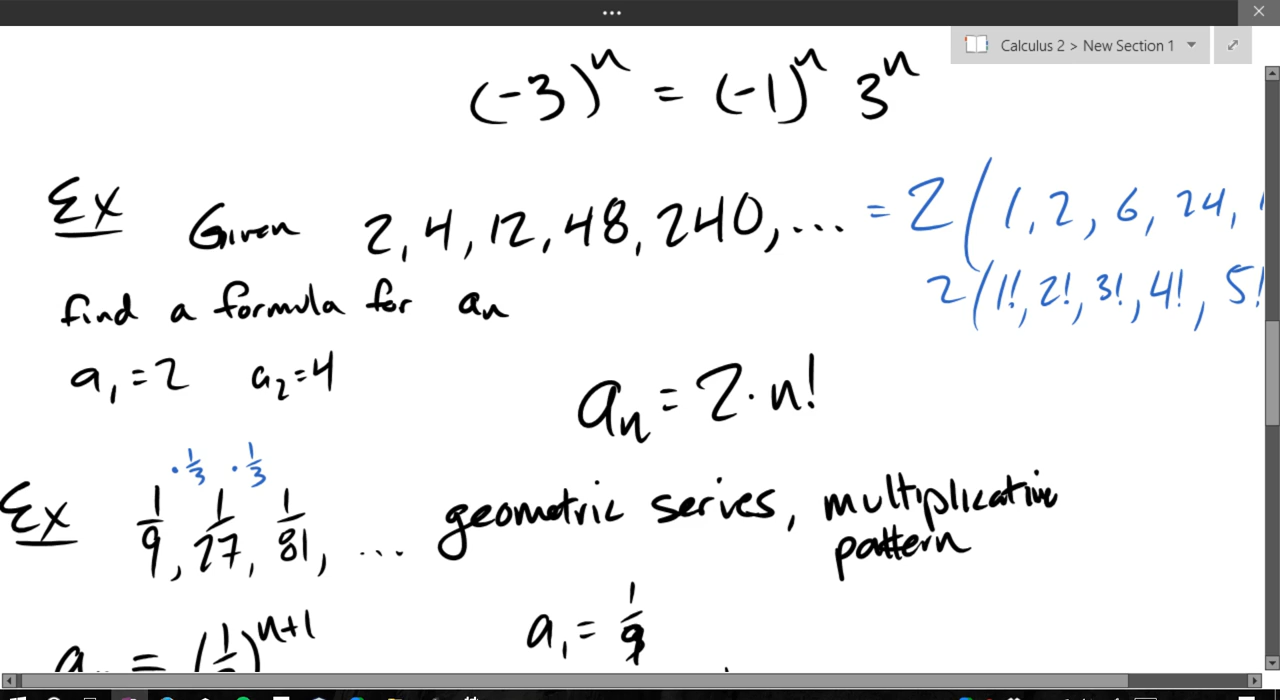 ...
Calculus 2 > New Section 1
(-3)^n = (-1)^n 3^n
Ex Given 2, 4, 12, 48, 240, ... = 2(1, 2, 6, 24,
2(1!, 2!, 3!, 4!, 5!
find a formula for a_n
a_1 = 2 a_2 = 4
a_n = 2 · n!
· 1/3 · 1/3
Ex 1/9, 1/27, 1/81, ... geometric series, multiplicative
pattern
a_1 = 1/9
= ( )^n+1